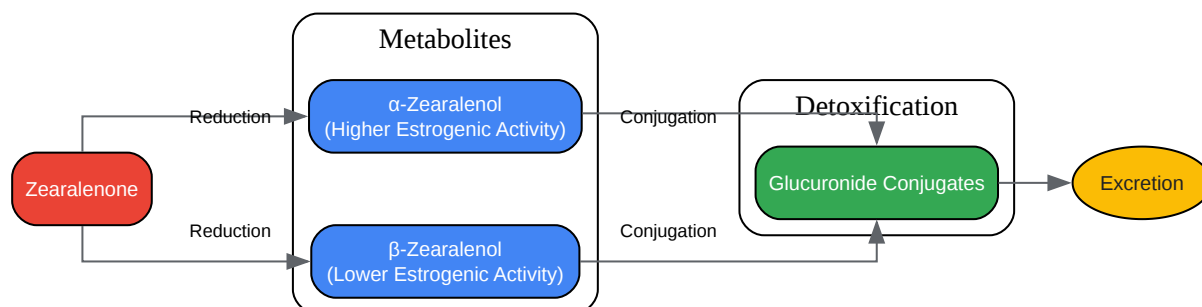 Metabolites
α-Zearalenol
(Higher Estrogenic Activity)
Reduction
Conjugation
Detoxification
Zearalenone
Glucuronide Conjugates
Excretion
Reduction
β-Zearalenol
(Lower Estrogenic Activity)
Conjugation